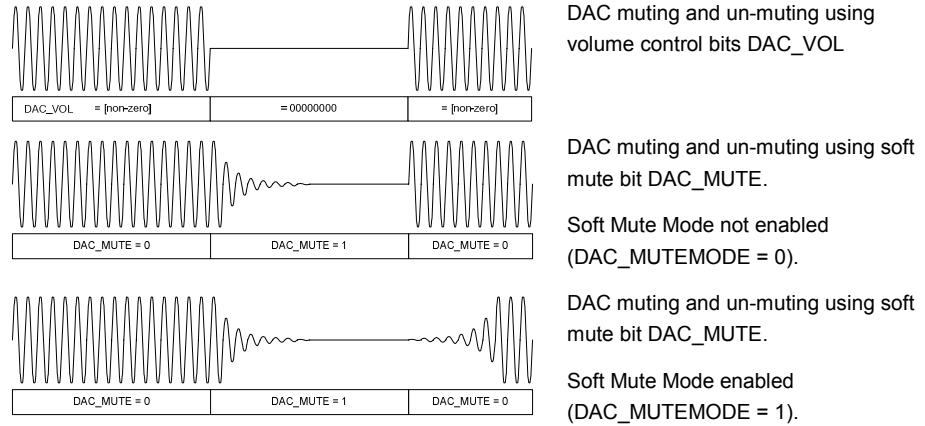 DAC muting and un-muting using
volume control bits DAC_VOL
DAC_VOL = [non-zero] = 00000000 = [non-zero]
DAC muting and un-muting using soft
mute bit DAC_MUTE.
Soft Mute Mode not enabled
(DAC_MUTEMODE = 0).
DAC_MUTE = 0 DAC_MUTE = 1 DAC_MUTE = 0
DAC muting and un-muting using soft
mute bit DAC_MUTE.
Soft Mute Mode enabled
(DAC_MUTEMODE = 1).
DAC_MUTE = 0 DAC_MUTE = 1 DAC_MUTE = 0